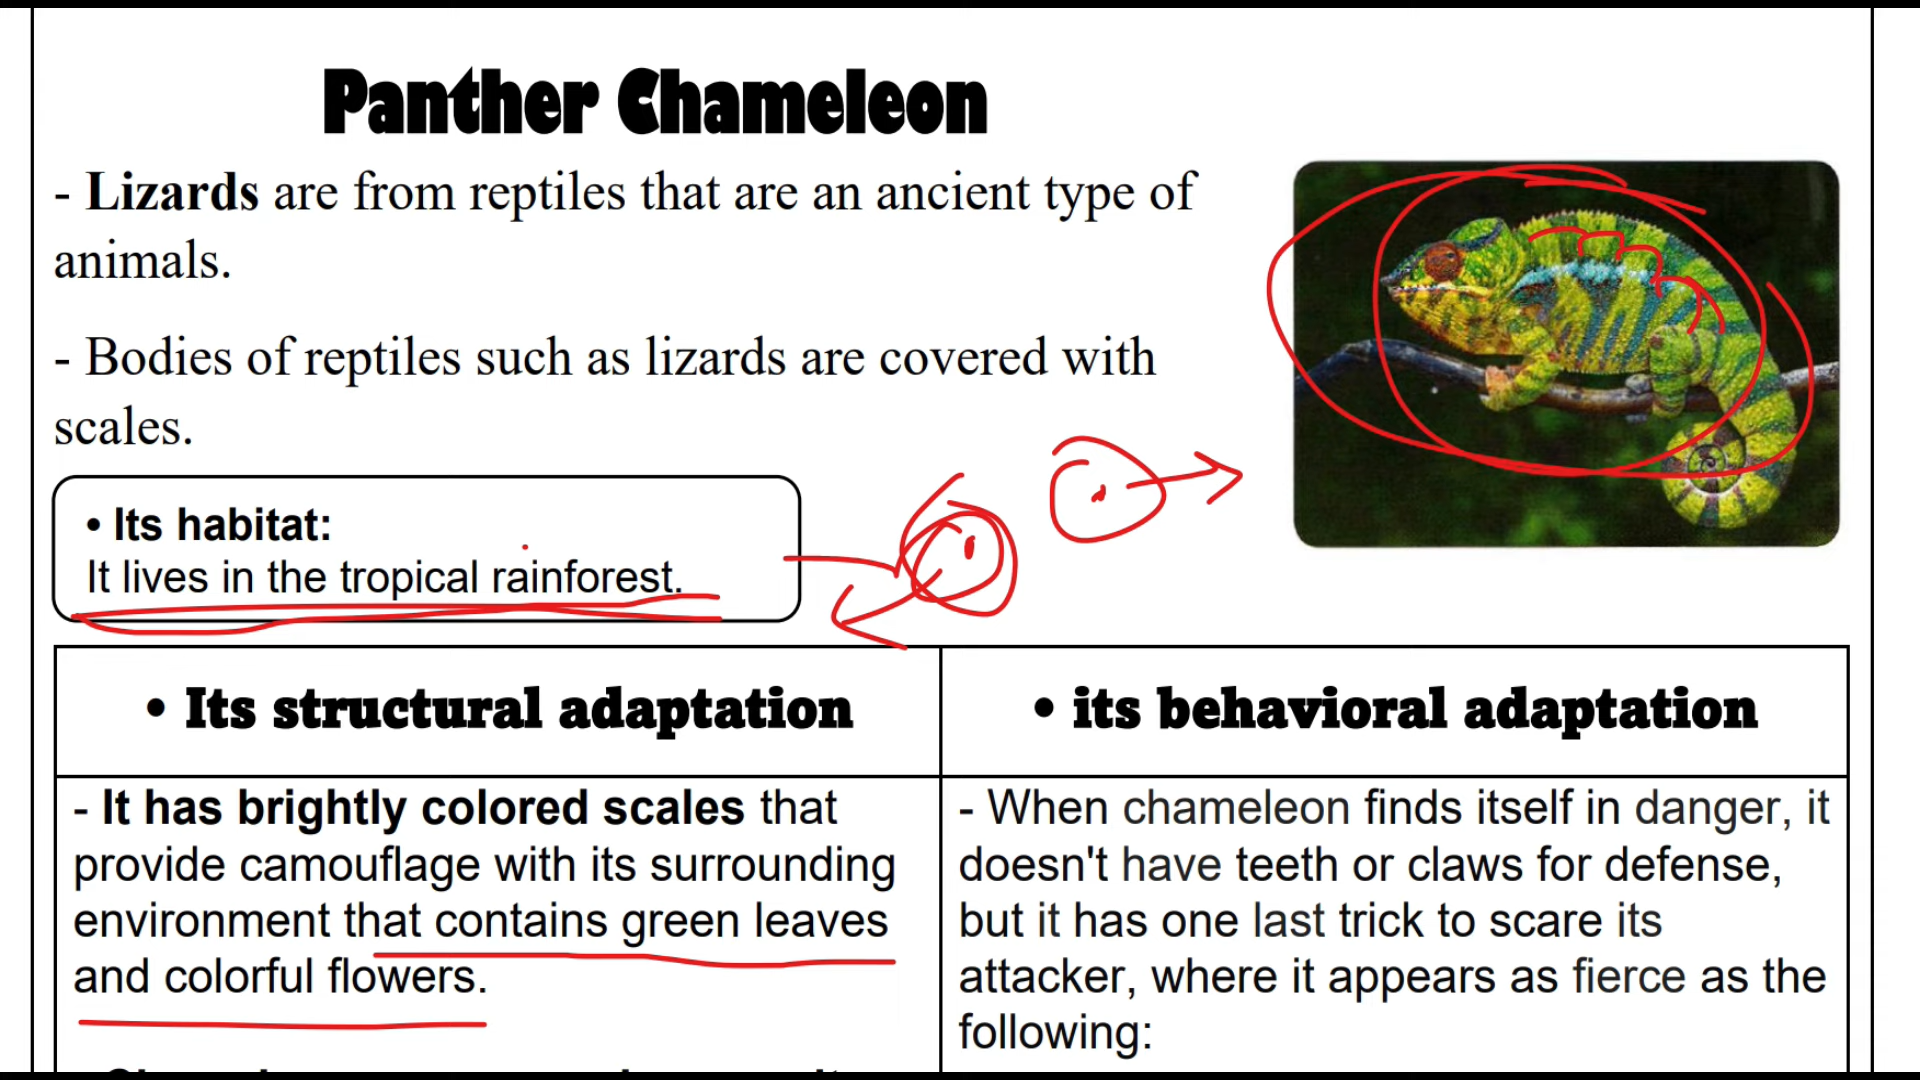 Panther Chameleon
- Lizards are from reptiles that are an ancient type of
animals.
- Bodies of reptiles such as lizards are covered with
scales.
• Its habitat:
It lives in the tropical rainforest.
• Its structural adaptation
- It has brightly colored scales that
provide camouflage with its surrounding
environment that contains green leaves
and colorful flowers.
• its behavioral adaptation
- When chameleon finds itself in danger, it
doesn't have teeth or claws for defense,
but it has one last trick to scare its
attacker, where it appears as fierce as the
following: